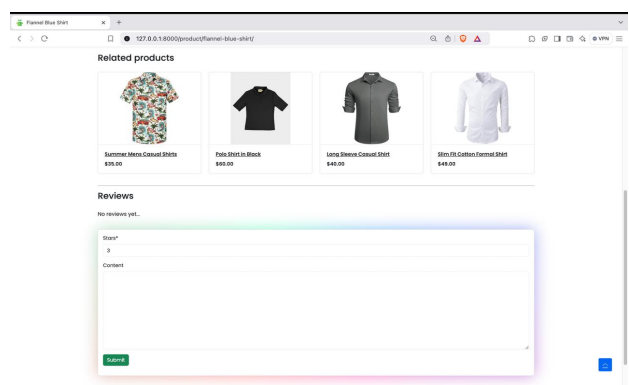 Flannel Blue Shirt
127.0.0.1:8000/product/flannel-blue-shirt/
VPN
Related products
Summer Mens Casual Shirts
$35.00
Polo Shirt in Black
$60.00
Long Sleeve Casual Shirt
$40.00
Slim Fit Cotton Formal Shirt
$49.00
Reviews
No reviews yet...
Stars*
3
Content
Submit